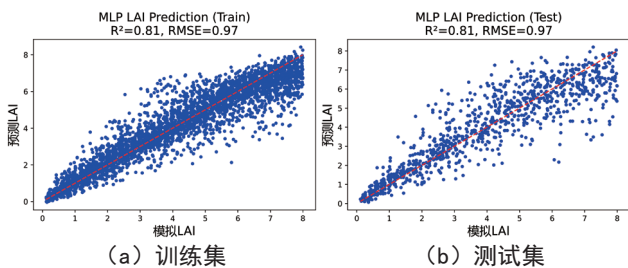 MLP LAI Prediction (Train)
R²=0.81, RMSE=0.97
预测LAI
8
6
4
2
0
0 1 2 3 4 5 6 7 8
模拟LAI
(a) 训练集
MLP LAI Prediction (Test)
R²=0.81, RMSE=0.97
预测LAI
8
7
6
5
4
3
2
1
0
0 1 2 3 4 5 6 7 8
模拟LAI
(b) 测试集